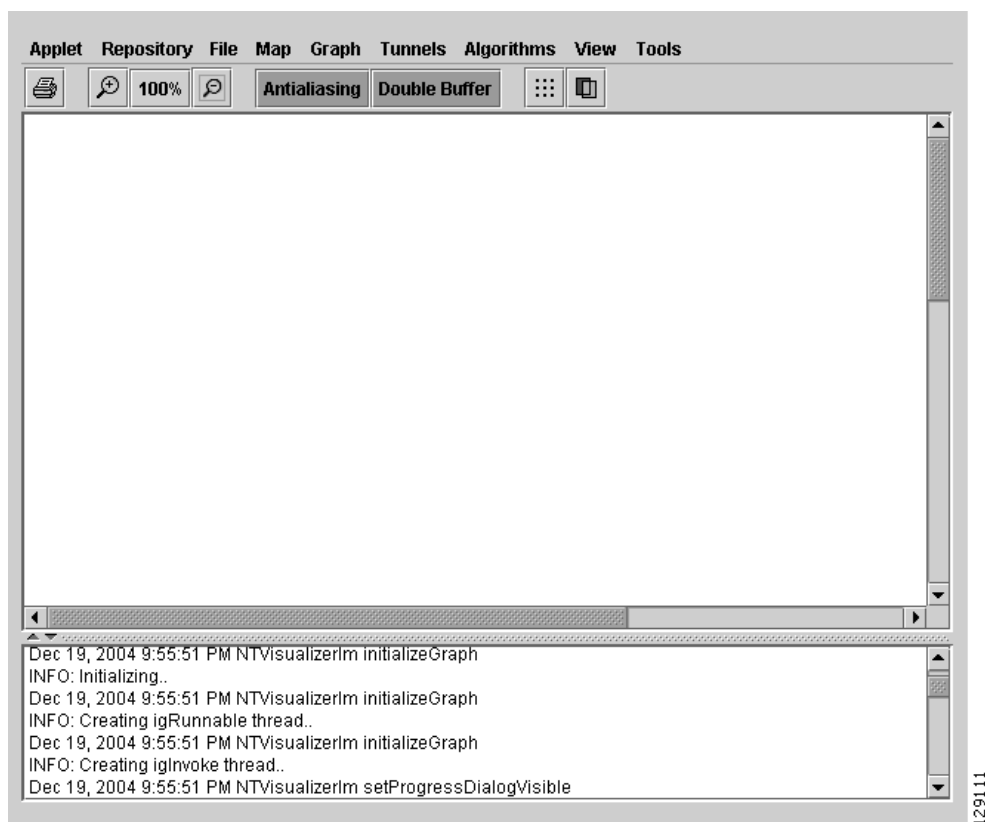 Applet Repository File Map Graph Tunnels Algorithms View Tools
100% Antialiasing Double Buffer
Dec 19, 2004 9:55:51 PM NTVisualizerIm initializeGraph
INFO: Initializing..
Dec 19, 2004 9:55:51 PM NTVisualizerIm initializeGraph
INFO: Creating igRunnable thread..
Dec 19, 2004 9:55:51 PM NTVisualizerIm initializeGraph
INFO: Creating igInvoke thread..
Dec 19, 2004 9:55:51 PM NTVisualizerIm setProgressDialogVisible
129111